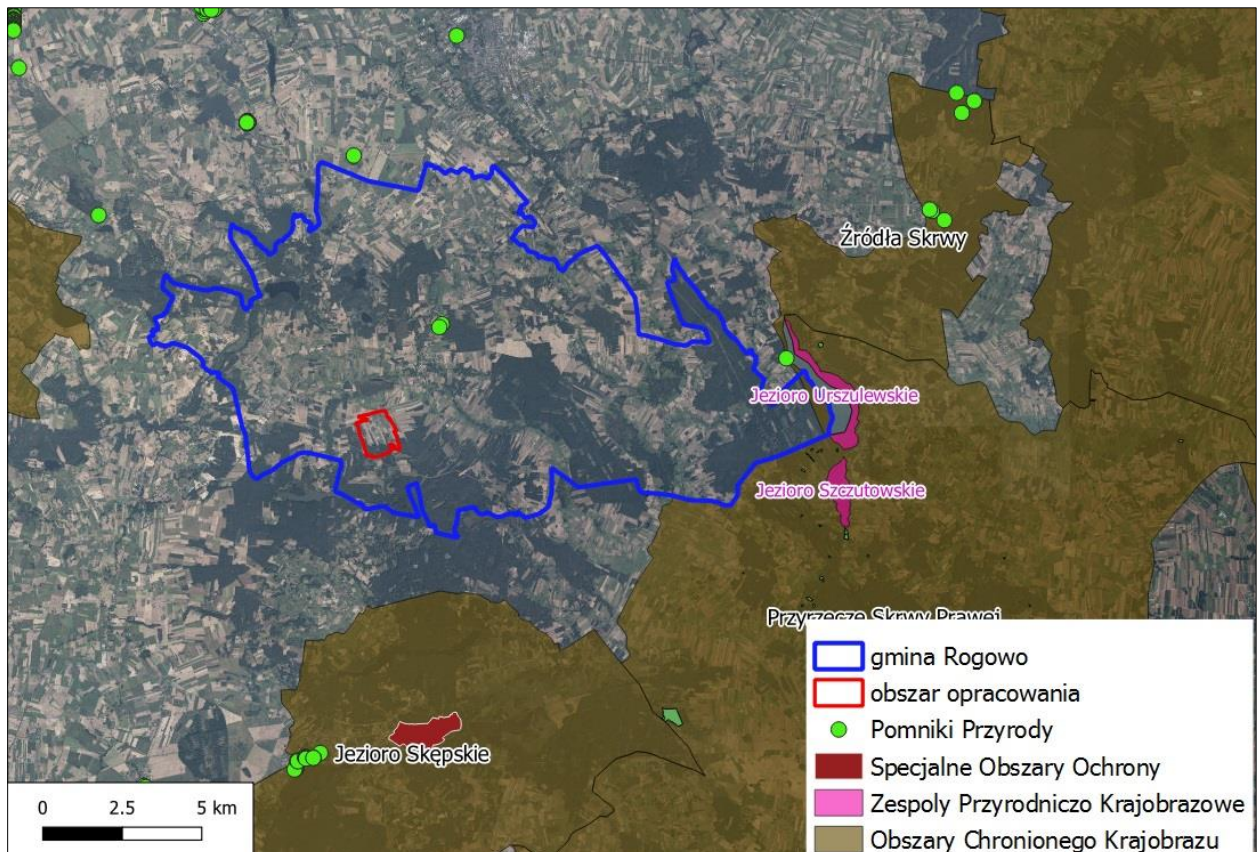 Źródła Skrwy
Jezioro Urszulewskie
Jezioro Szczutowskie
Przyrzecze Skrwy Prawej
Jezioro Skępskie
gmina Rogowo
obszar opracowania
Pomniki Przyrody
Specjalne Obszary Ochrony
Zespoly Przyrodniczo Krajobrazowe
Obszary Chronionego Krajobrazu
0 2.5 5 km